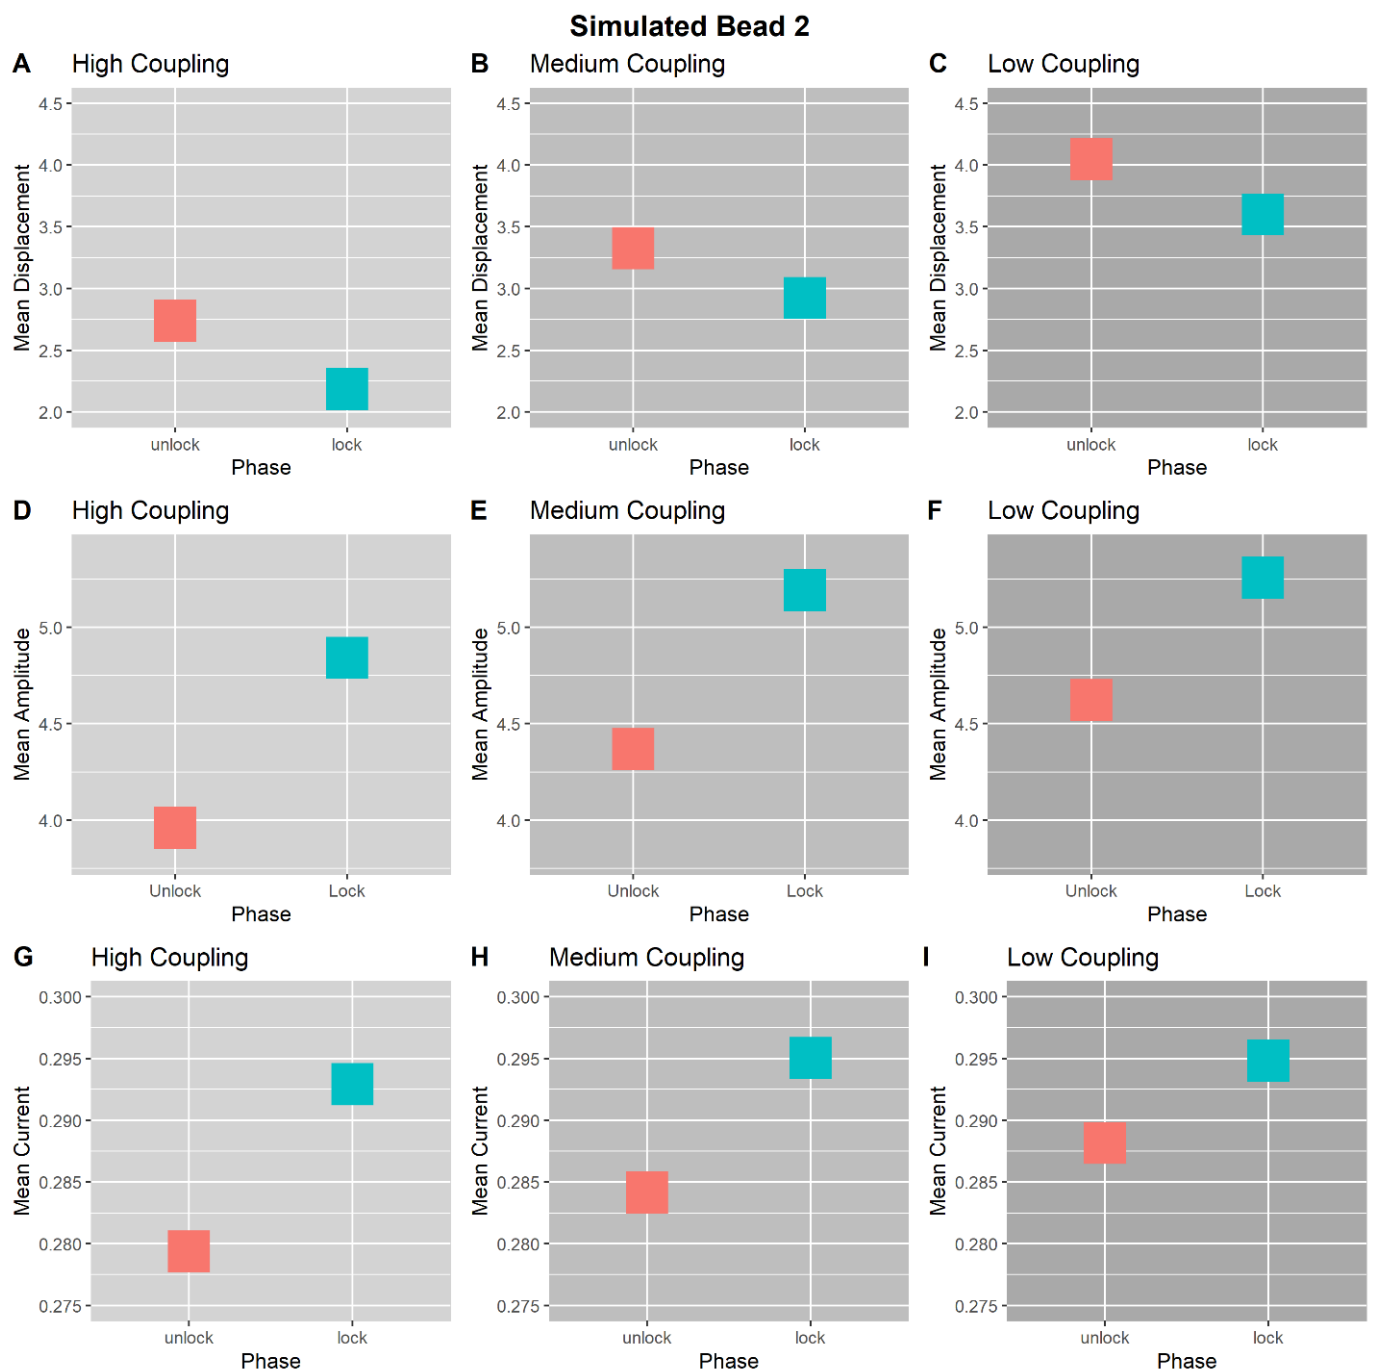 Simulated Bead 2
A High Coupling
Mean Displacement
4.5
4.0
3.5
3.0
2.5
2.0
unlock lock
Phase
B Medium Coupling
Mean Displacement
4.5
4.0
3.5
3.0
2.5
2.0
unlock lock
Phase
C Low Coupling
Mean Displacement
4.5
4.0
3.5
3.0
2.5
2.0
unlock lock
Phase
D High Coupling
Mean Amplitude
5.0
4.5
4.0
Unlock Lock
Phase
E Medium Coupling
Mean Amplitude
5.0
4.5
4.0
Unlock Lock
Phase
F Low Coupling
Mean Amplitude
5.0
4.5
4.0
Unlock Lock
Phase
G High Coupling
Mean Current
0.300
0.295
0.290
0.285
0.280
0.275
unlock lock
Phase
H Medium Coupling
Mean Current
0.300
0.295
0.290
0.285
0.280
0.275
unlock lock
Phase
I Low Coupling
Mean Current
0.300
0.295
0.290
0.285
0.280
0.275
unlock lock
Phase